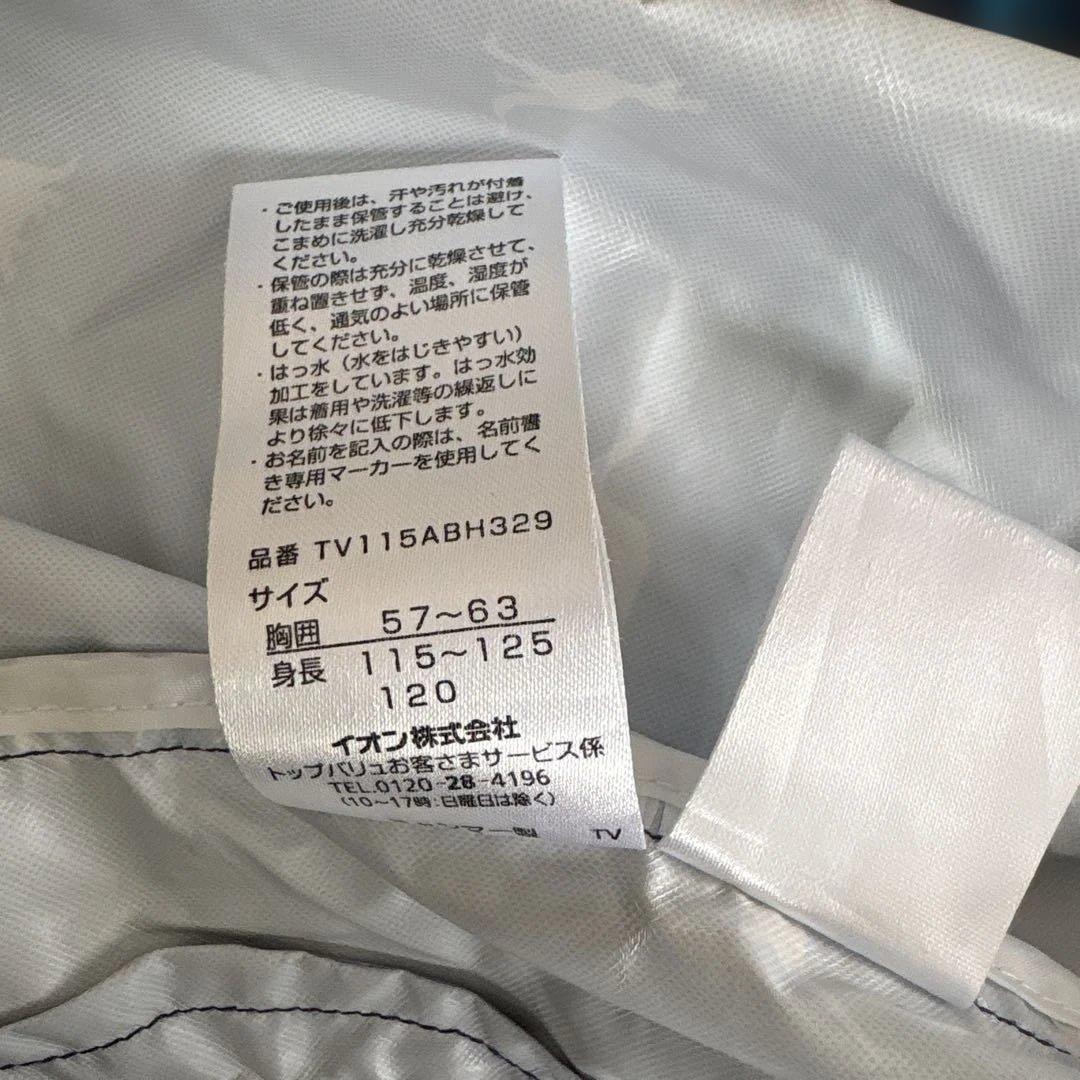 ・ご使用後は、汗や汚れが付着
したまま保管することは避け、
こまめに洗濯し充分乾燥して
ください。
・保管の際は充分に乾燥させて、
重ね置きせず、温度、湿度が
低く、通気のよい場所に保管
してください。
・はっ水（水をはじきやすい）
加工をしています。はっ水効
果は着用や洗濯等の繰返しに
より徐々に低下します。
・お名前を記入の際は、名前書
き専用マーカーを使用してく
ださい。
品番 TV115ABH329
サイズ
胸囲 57～63
身長 115～125
120
イオン株式会社
トップバリュお客さまサービス係
TEL.0120-28-4196
(10～17時:日曜日は除く)
ミャンマー製 TV